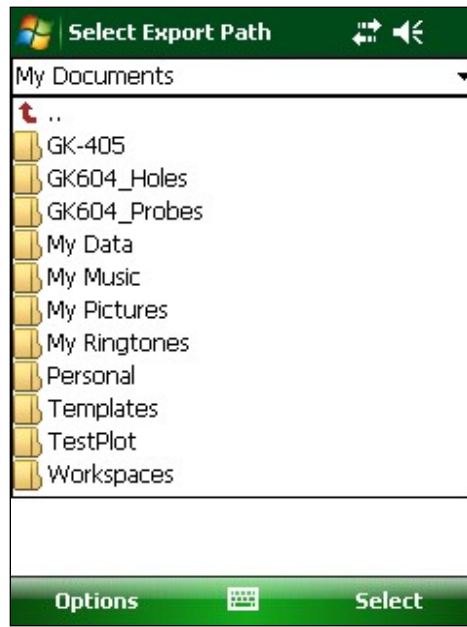 Select Export Path
My Documents
..
GK-405
GK604_Holes
GK604_Probes
My Data
My Music
My Pictures
My Ringtones
Personal
Templates
TestPlot
Workspaces
Options
Select